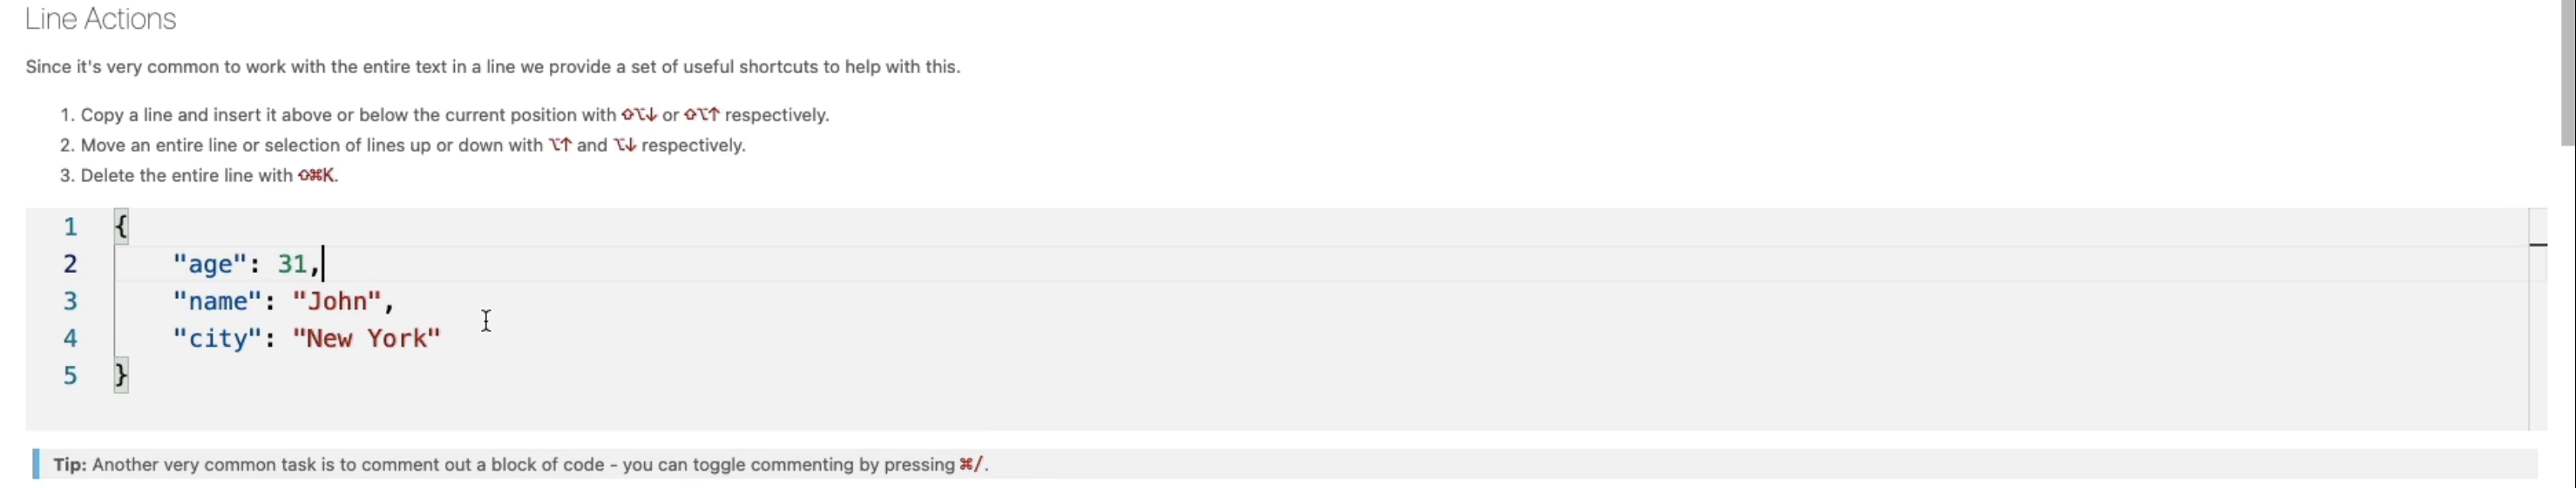 Line Actions
Since it's very common to work with the entire text in a line we provide a set of useful shortcuts to help with this.
1. Copy a line and insert it above or below the current position with ⇧⌥↓ or ⇧⌥↑ respectively.
2. Move an entire line or selection of lines up or down with ⌥↑ and ⌥↓ respectively.
3. Delete the entire line with ⇧⌘K.
1 {
2 "age": 31,
3 "name": "John",
4 "city": "New York"
5 }
Tip: Another very common task is to comment out a block of code - you can toggle commenting by pressing ⌘/.